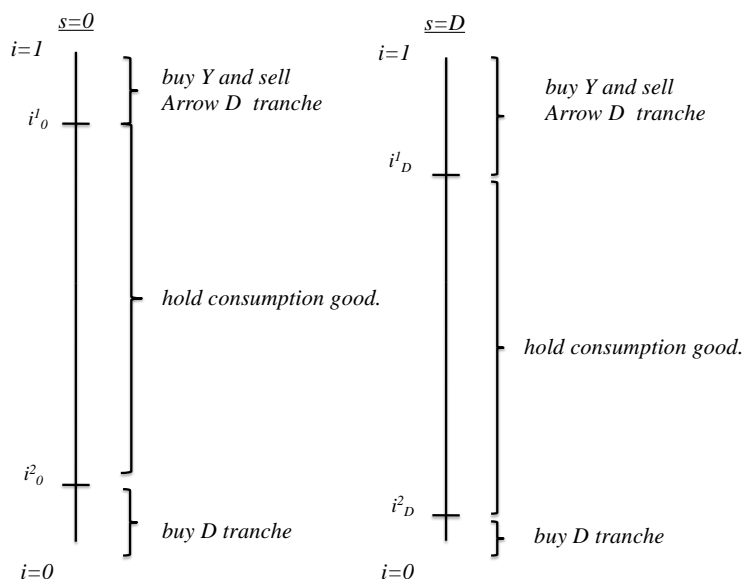 s=0
i=1
buy Y and sell
Arrow D tranche
i¹₀
hold consumption good.
i²₀
buy D tranche
i=0
s=D
i=1
buy Y and sell
Arrow D tranche
i¹D
hold consumption good.
i²D
buy D tranche
i=0